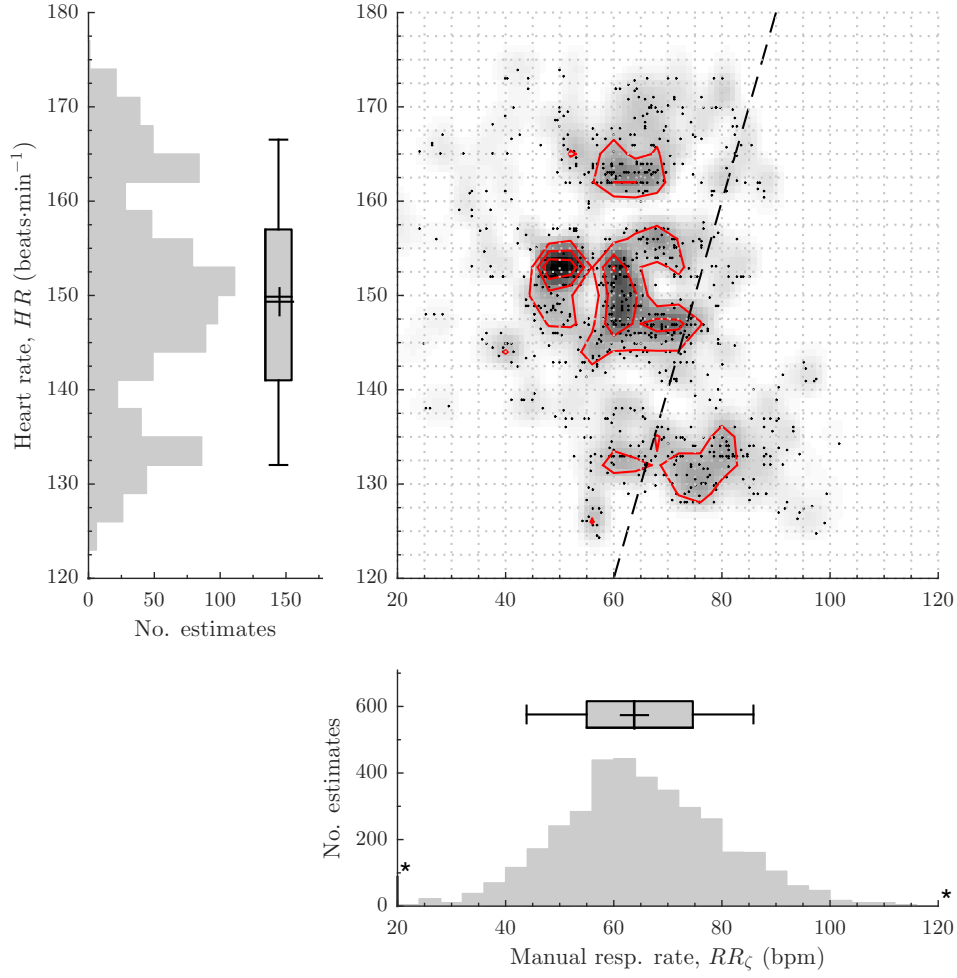 180
170
160
150
140
130
120
Heart rate, HR (beats·min⁻¹)
0 50 100 150
No. estimates
180
170
160
150
140
130
120
20 40 60 80 100 120
600
400
200
0
No. estimates
* *
20 40 60 80 100 120
Manual resp. rate, RR_ζ (bpm)